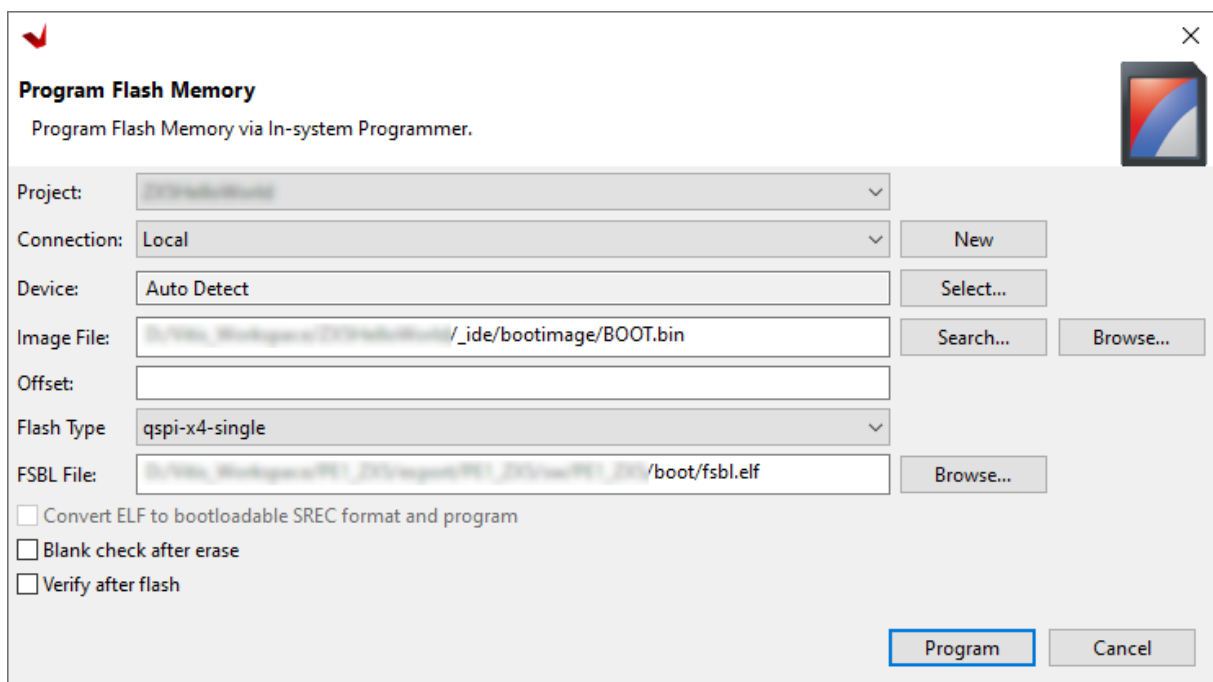 Program Flash Memory
Program Flash Memory via In-system Programmer.
Project:
Connection: Local New
Device: Auto Detect Select...
Image File: /_ide/bootimage/BOOT.bin Search... Browse...
Offset:
Flash Type qspi-x4-single
FSBL File: /boot/fsbl.elf Browse...
Convert ELF to bootloadable SREC format and program
Blank check after erase
Verify after flash
Program Cancel